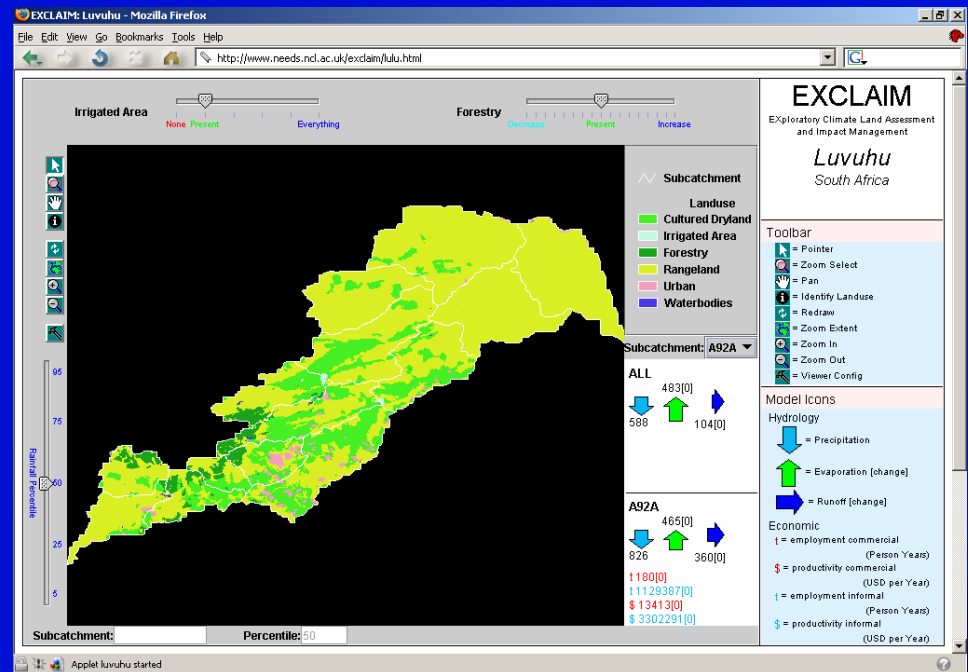 EXCLAIM: Luvuhu - Mozilla Firefox
File Edit View Go Bookmarks Tools Help
http://www.needs.ncl.ac.uk/exclaim/lulu.html
Irrigated Area
None Present Everything
Forestry
Decrease Present Increase
Rainfall Percentile
95
75
50
25
5
Subcatchment
Landuse
Cultured Dryland
Irrigated Area
Forestry
Rangeland
Urban
Waterbodies
Subcatchment: A92A
ALL
483[0]
588
104[0]
A92A
465[0]
826
360[0]
t 180[0]
t 1129387[0]
$ 13413[0]
$ 3302291[0]
Subcatchment:
Percentile: 50
EXCLAIM
EXploratory Climate Land Assessment
and Impact Management
Luvuhu
South Africa
Toolbar
= Pointer
= Zoom Select
= Pan
= Identify Landuse
= Redraw
= Zoom Extent
= Zoom In
= Zoom Out
= Viewer Config
Model Icons
Hydrology
= Precipitation
= Evaporation [change]
= Runoff [change]
Economic
t = employment commercial
(Person Years)
$ = productivity commercial
(USD per Year)
t = employment informal
(Person Years)
$ = productivity informal
(USD per Year)
Applet luvuhu started